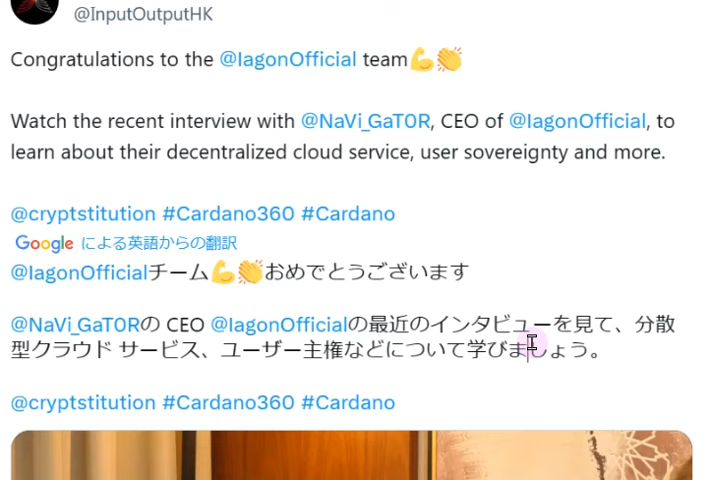 @InputOutputHK
Congratulations to the @IagonOfficial team💪👏
Watch the recent interview with @NaVi_GaT0R, CEO of @IagonOfficial, to
learn about their decentralized cloud service, user sovereignty and more.
@cryptstitution #Cardano360 #Cardano
Google による英語からの翻訳
@IagonOfficialチーム💪👏おめでとうございます
@NaVi_GaT0Rの CEO @IagonOfficialの最近のインタビューを見て、分散
型クラウド サービス、ユーザー主権などについて学びましょう。
@cryptstitution #Cardano360 #Cardano